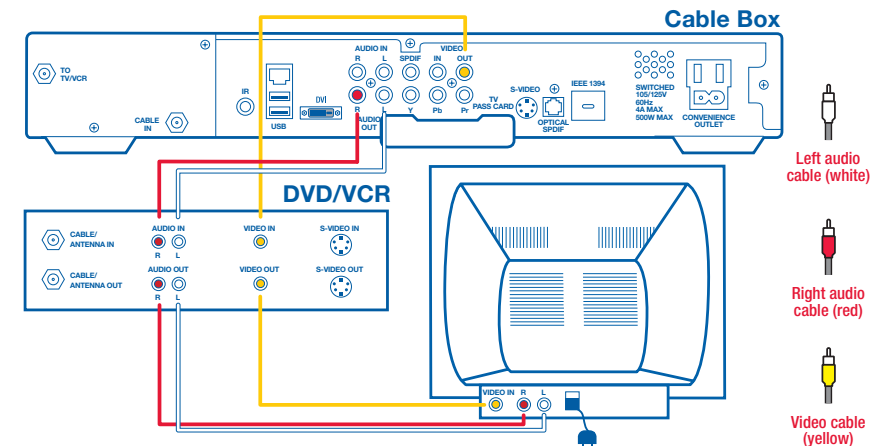 Cable Box
TO
TV/VCR
CABLE
IN
IR
USB
DVI
AUDIO IN
R L SPDIF
VIDEO
IN OUT
R L Y Pb Pr
AUDIO
OUT
TV
PASS CARD
S-VIDEO
OPTICAL
SPDIF
IEEE 1394
SWITCHED
105/125V
60Hz
4A MAX
500W MAX
CONVENIENCE
OUTLET
DVD/VCR
CABLE/
ANTENNA IN
AUDIO IN
R L
VIDEO IN
S-VIDEO IN
CABLE/
ANTENNA OUT
AUDIO OUT
R L
VIDEO OUT
S-VIDEO OUT
VIDEO IN R L
Left audio
cable (white)
Right audio
cable (red)
Video cable
(yellow)